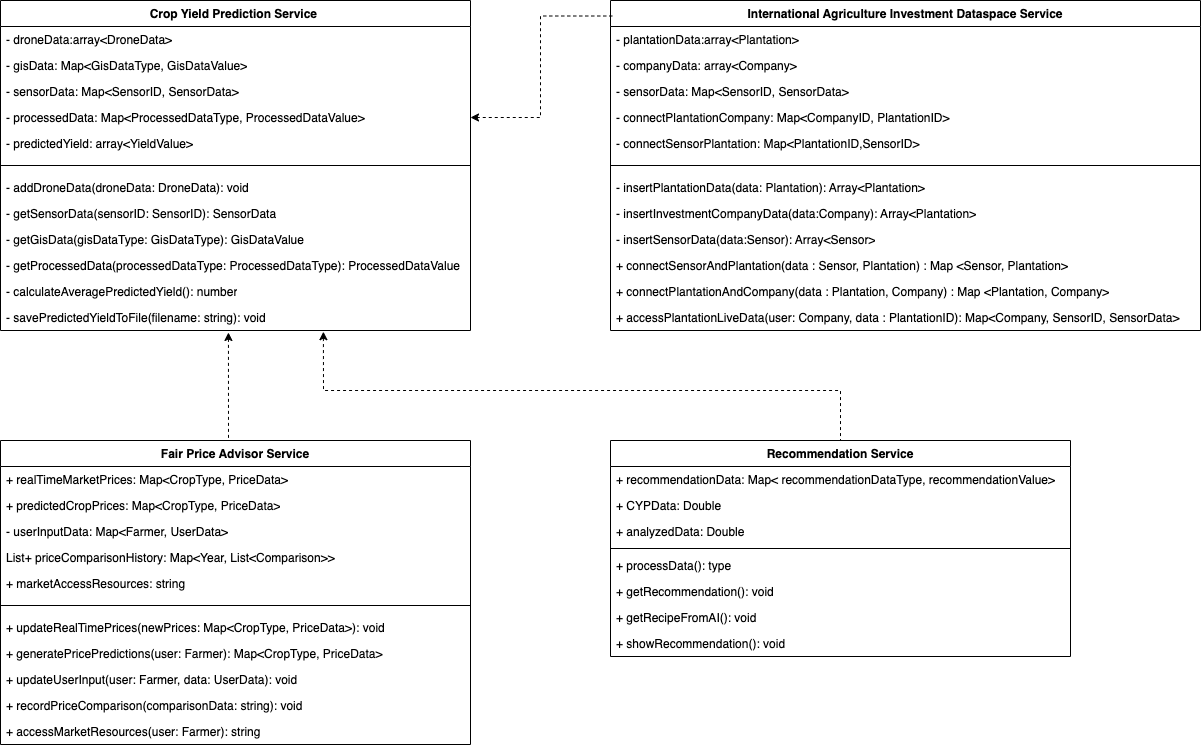 Crop Yield Prediction Service
- droneData:array<DroneData>
- gisData: Map<GisDataType, GisDataValue>
- sensorData: Map<SensorID, SensorData>
- processedData: Map<ProcessedDataType, ProcessedDataValue>
- predictedYield: array<YieldValue>
- addDroneData(droneData: DroneData): void
- getSensorData(sensorID: SensorID): SensorData
- getGisData(gisDataType: GisDataType): GisDataValue
- getProcessedData(processedDataType: ProcessedDataType): ProcessedDataValue
- calculateAveragePredictedYield(): number
- savePredictedYieldToFile(filename: string): void
International Agriculture Investment Dataspace Service
- plantationData:array<Plantation>
- companyData: array<Company>
- sensorData: Map<SensorID, SensorData>
- connectPlantationCompany: Map<CompanyID, PlantationID>
- connectSensorPlantation: Map<PlantationID,SensorID>
- insertPlantationData(data: Plantation): Array<Plantation>
- insertInvestmentCompanyData(data:Company): Array<Plantation>
- insertSensorData(data:Sensor): Array<Sensor>
+ connectSensorAndPlantation(data : Sensor, Plantation) : Map <Sensor, Plantation>
+ connectPlantationAndCompany(data : Plantation, Company) : Map <Plantation, Company>
+ accessPlantationLiveData(user: Company, data : PlantationID): Map<Company, SensorID, SensorData>
Fair Price Advisor Service
+ realTimeMarketPrices: Map<CropType, PriceData>
+ predictedCropPrices: Map<CropType, PriceData>
- userInputData: Map<Farmer, UserData>
List+ priceComparisonHistory: Map<Year, List<Comparison>>
+ marketAccessResources: string
+ updateRealTimePrices(newPrices: Map<CropType, PriceData>): void
+ generatePricePredictions(user: Farmer): Map<CropType, PriceData>
+ updateUserInput(user: Farmer, data: UserData): void
+ recordPriceComparison(comparisonData: string): void
+ accessMarketResources(user: Farmer): string
Recommendation Service
+ recommendationData: Map< recommendationDataType, recommendationValue>
+ CYPData: Double
+ analyzedData: Double
+ processData(): type
+ getRecommendation(): void
+ getRecipeFromAI(): void
+ showRecommendation(): void